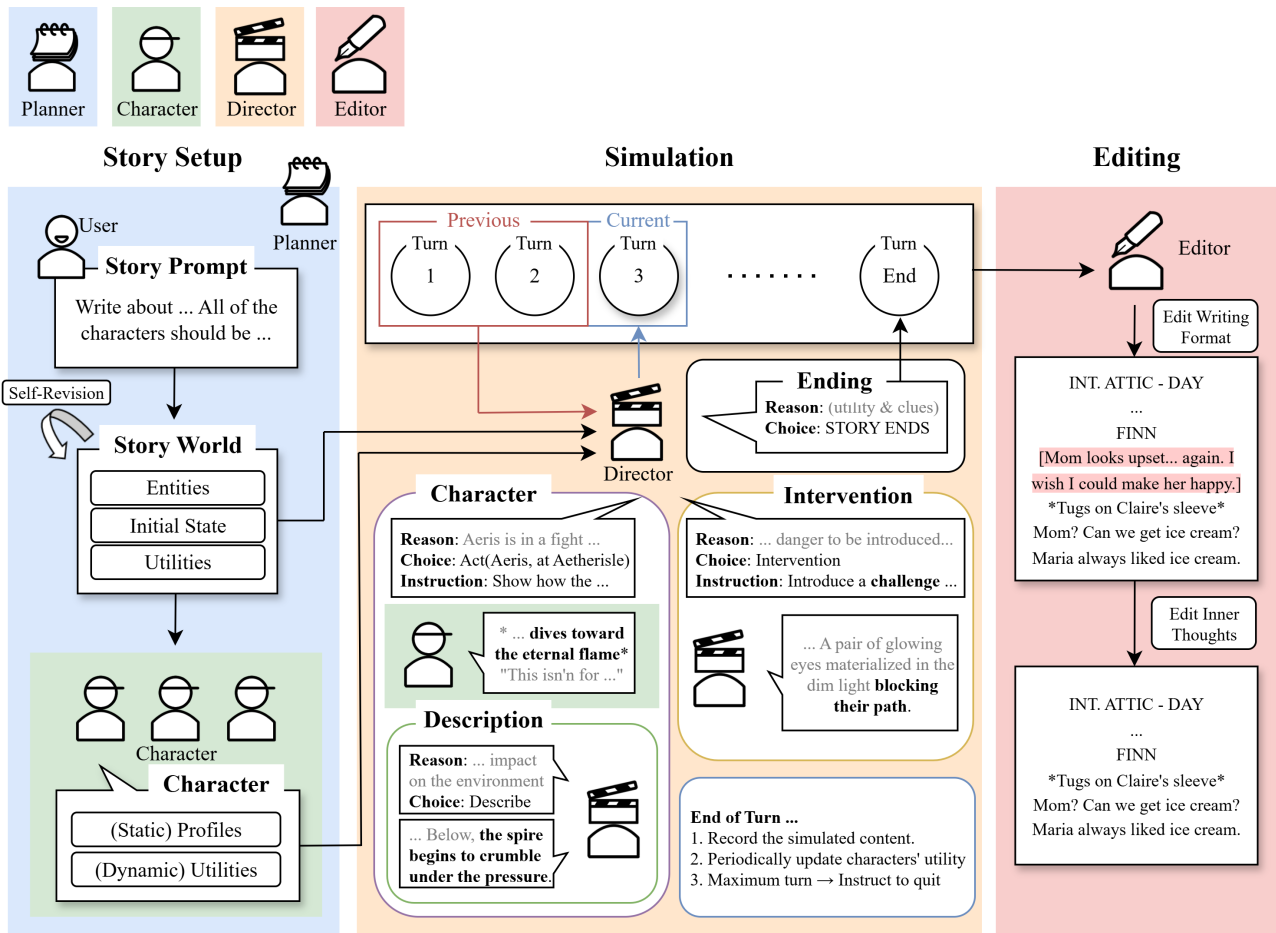 Planner
Character
Director
Editor
Story Setup
Simulation
Editing
User
Planner
Story Prompt
Write about ... All of the
characters should be ...
Self-Revision
Story World
Entities
Initial State
Utilities
Character
Character
(Static) Profiles
(Dynamic) Utilities
Previous
Current
Turn
1
Turn
2
Turn
3
.......
Turn
End
Director
Ending
Reason: (utility & clues)
Choice: STORY ENDS
Character
Reason: Aeris is in a fight ...
Choice: Act(Aeris, at Aetherisle)
Instruction: Show how the ...
* ... dives toward
the eternal flame*
"This isn'n for ..."
Description
Reason: ... impact
on the environment
Choice: Describe
... Below, the spire
begins to crumble
under the pressure.
Intervention
Reason: ... danger to be introduced...
Choice: Intervention
Instruction: Introduce a challenge ...
... A pair of glowing
eyes materialized in the
dim light blocking
their path.
End of Turn ...
1. Record the simulated content.
2. Periodically update characters' utility
3. Maximum turn → Instruct to quit
Editor
Edit Writing
Format
INT. ATTIC - DAY
...
FINN
[Mom looks upset... again. I
wish I could make her happy.]
*Tugs on Claire's sleeve*
Mom? Can we get ice cream?
Maria always liked ice cream.
Edit Inner
Thoughts
INT. ATTIC - DAY
...
FINN
*Tugs on Claire's sleeve*
Mom? Can we get ice cream?
Maria always liked ice cream.